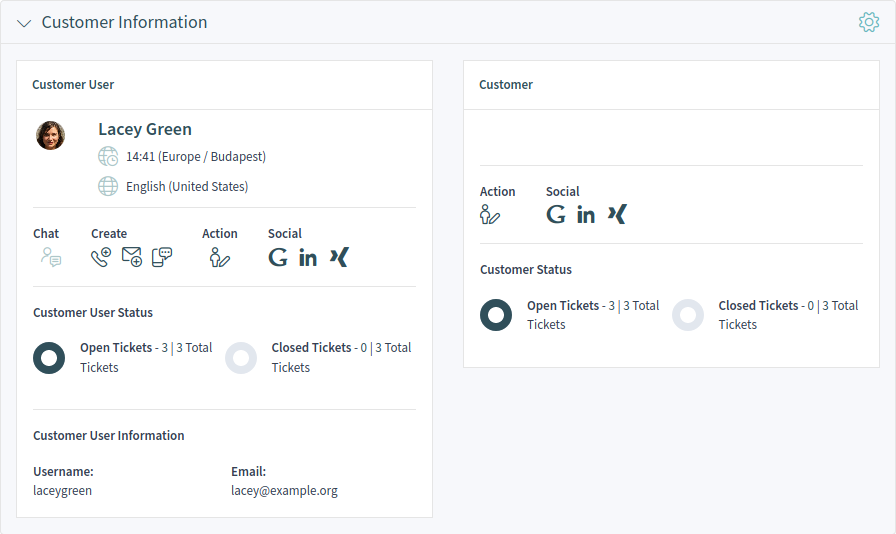 Customer Information
Customer User
Lacey Green
14:41 (Europe / Budapest)
English (United States)
Chat
Create
Action
Social
G in
Customer User Status
Open Tickets - 3 | 3 Total
Tickets
Closed Tickets - 0 | 3 Total
Tickets
Customer User Information
Username:
laceygreen
Email:
lacey@example.org
Customer
Action
Social
G in
Customer Status
Open Tickets - 3 | 3 Total
Tickets
Closed Tickets - 0 | 3 Total
Tickets